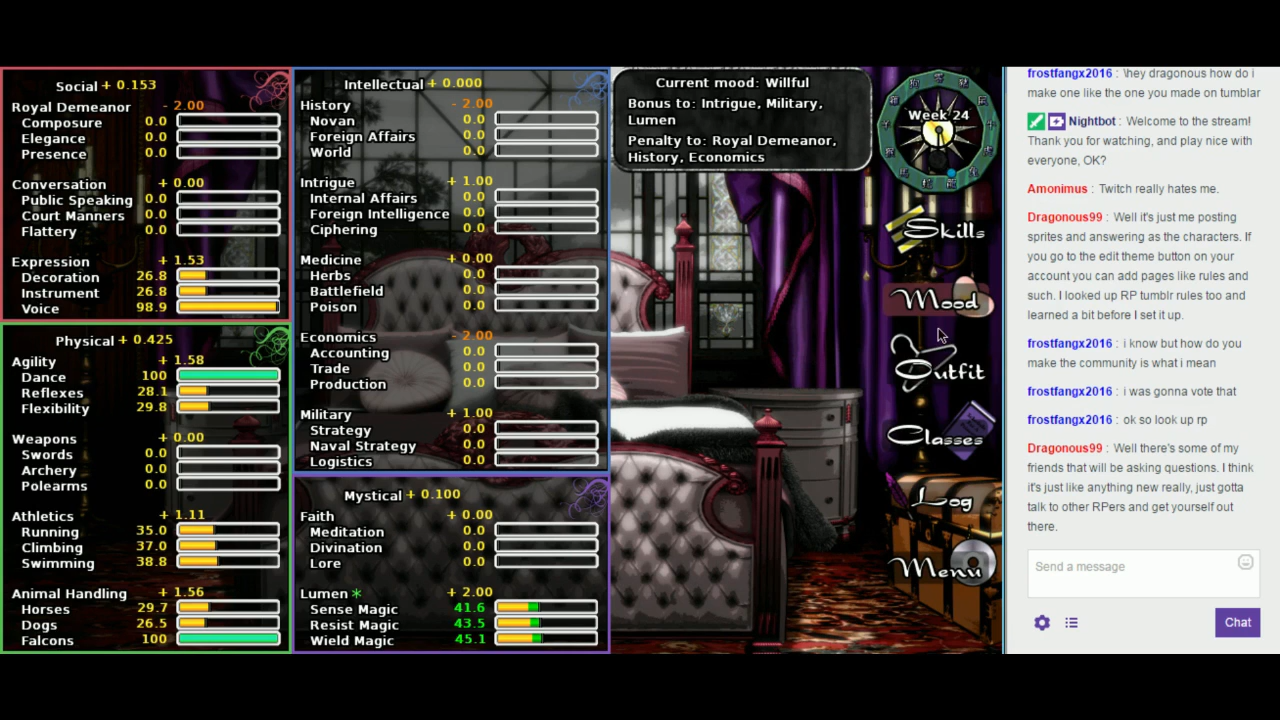 Social + 0.153
Royal Demeanor - 2.00
Composure 0.0
Elegance 0.0
Presence 0.0
Conversation + 0.00
Public Speaking 0.0
Court Manners 0.0
Flattery 0.0
Expression + 1.53
Decoration 26.8
Instrument 26.8
Voice 98.9
Physical + 0.425
Agility + 1.58
Dance 100
Reflexes 28.1
Flexibility 29.8
Weapons + 0.00
Swords 0.0
Archery 0.0
Polearms 0.0
Athletics + 1.11
Running 35.0
Climbing 37.0
Swimming 38.8
Animal Handling + 1.56
Horses 29.7
Dogs 26.5
Falcons 100
Intellectual + 0.000
History - 2.00
Novan 0.0
Foreign Affairs 0.0
World 0.0
Intrigue + 1.00
Internal Affairs 0.0
Foreign Intelligence 0.0
Ciphering 0.0
Medicine + 0.00
Herbs 0.0
Battlefield 0.0
Poison 0.0
Economics - 2.00
Accounting 0.0
Trade 0.0
Production 0.0
Military + 1.00
Strategy 0.0
Naval Strategy 0.0
Logistics 0.0
Mystical + 0.100
Faith + 0.00
Meditation 0.0
Divination 0.0
Lore 0.0
Lumen * + 2.00
Sense Magic 41.6
Resist Magic 43.5
Wield Magic 45.1
Current mood: Willful
Bonus to: Intrigue, Military,
Lumen
Penalty to: Royal Demeanor,
History, Economics
Week 24
Skills
Mood
Outfit
Classes
Log
Menu
frostfangx2016 : \hey dragonous how do i
make one like the one you made on tumblar
Nightbot : Welcome to the stream!
Thank you for watching, and play nice with
everyone, OK?
Amonimus : Twitch really hates me.
Dragonous99 : Well it's just me posting
sprites and answering as the characters. If
you go to the edit theme button on your
account you can add pages like rules and
such. I looked up RP tumblr rules too and
learned a bit before I set it up.
frostfangx2016 : i know but how do you
make the community is what i mean
frostfangx2016 : i was gonna vote that
frostfangx2016 : ok so look up rp
Dragonous99 : Well there's some of my
friends that will be asking questions. I think
it's just like anything new really, just gotta
talk to other RPers and get yourself out
there.
Send a message
Chat